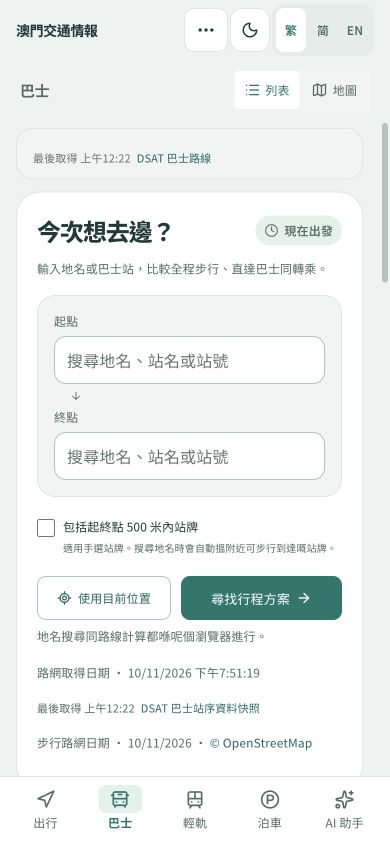 澳門交通情報
繁
简
EN
巴士
列表
地圖
最後取得 上午12:22 DSAT 巴士路線
今次想去邊？
現在出發
輸入地名或巴士站，比較全程步行、直達巴士同轉乘。
起點
搜尋地名、站名或站號
↓
終點
搜尋地名、站名或站號
包括起終點 500 米內站牌
適用手選站牌。搜尋地名時會自動搵附近可步行到達嘅站牌。
使用目前位置
尋找行程方案 →
地名搜尋同路線計算都喺呢個瀏覽器進行。
路網取得日期 · 10/11/2026 下午7:51:19
最後取得 上午12:22 DSAT 巴士站序資料快照
步行路網日期 · 10/11/2026 · © OpenStreetMap
出行
巴士
輕軌
泊車
AI 助手